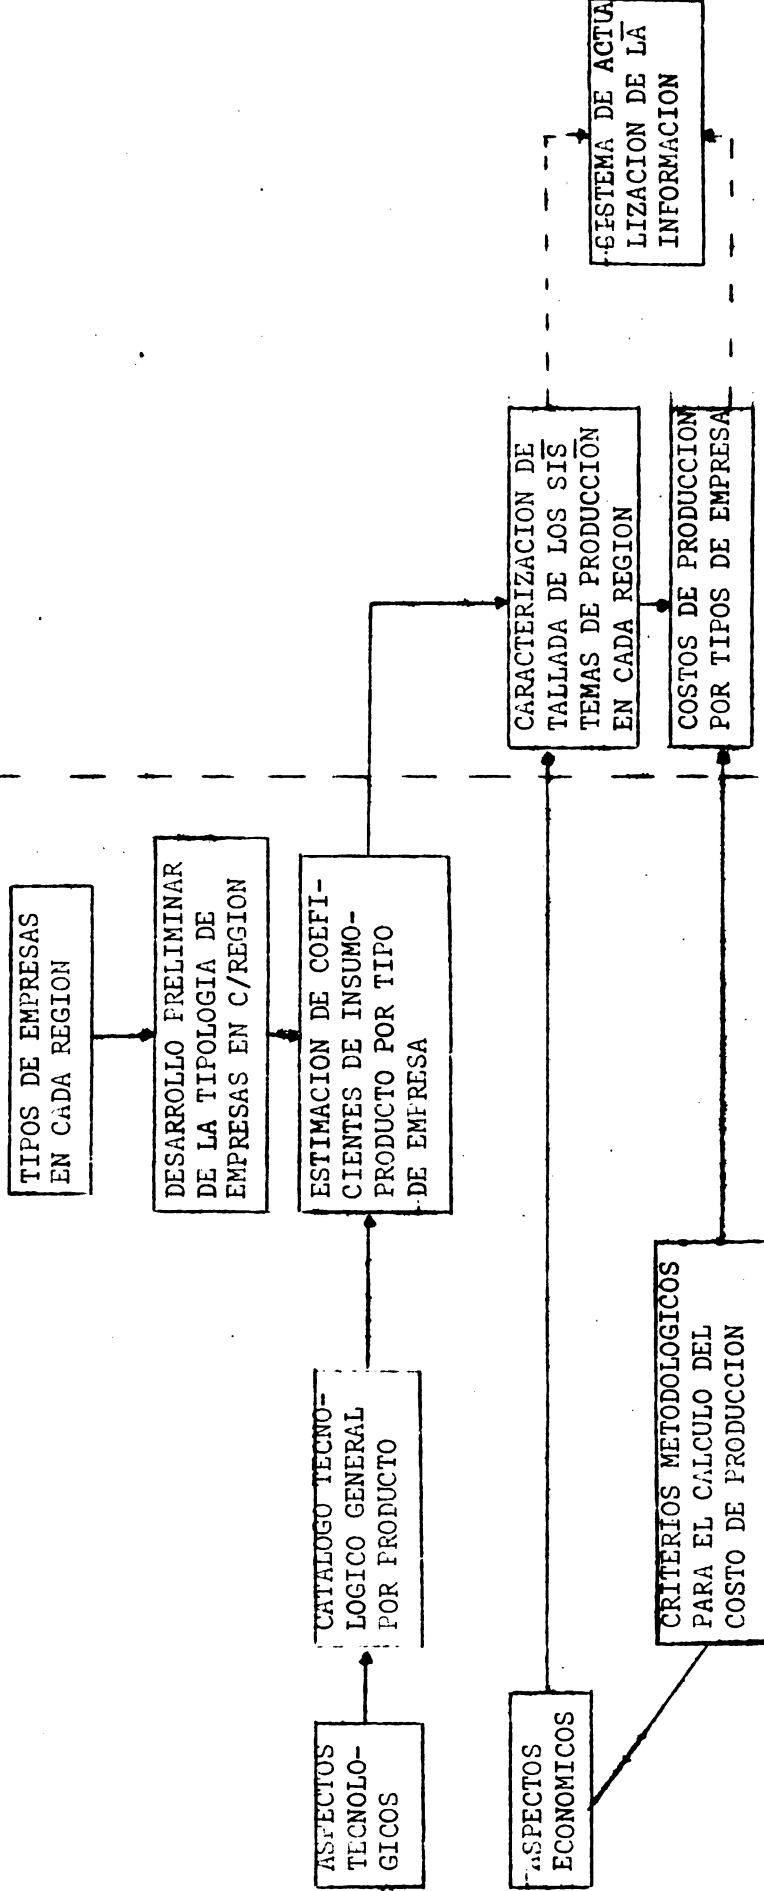 TIPOS DE EMPRESAS
EN CADA REGION
DESARROLLO PRELIMINAR
DE LA TIPOLOGIA DE
EMPRESAS EN C/REGION
ASPECTOS
TECNOLO-
GICOS
CATALOGO TECNO-
LOGICO GENERAL
POR PRODUCTO
ESTIMACION DE COEFI-
CIENTES DE INSUMO-
PRODUCTO POR TIPO
DE EMPRESA
ASPECTOS
ECONOMICOS
CARACTERIZACION DE
TALLADA DE LOS SIS
TEMAS DE PRODUCCION
EN CADA REGION
SISTEMA DE ACTUA
LIZACION DE LA
INFORMACION
CRITERIOS METODOLOGICOS
PARA EL CALCULO DEL
COSTO DE PRODUCCION
COSTOS DE PRODUCCION
POR TIPOS DE EMPRESA